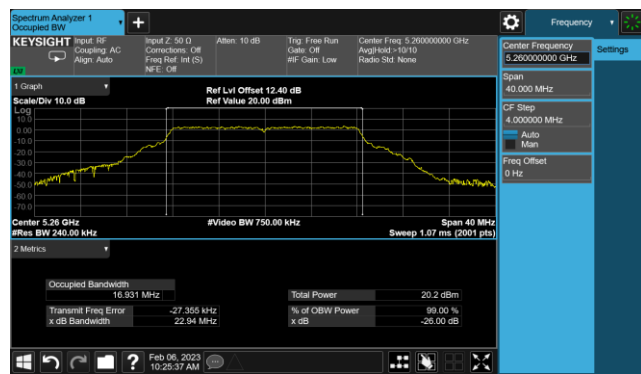 Spectrum Analyzer 1
Occupied BW
Frequency
KEYSIGHT
Input: RF
Coupling: AC
Align: Auto
Input Z: 50 Ω
Corrections: Off
Freq Ref: Int (S)
NFE: Off
Atten: 10 dB
Trig: Free Run
Gate: Off
#IF Gain: Low
Center Freq: 5.260000000 GHz
Avg|Hold:>10/10
Radio Std: None
Center Frequency
5.260000000 GHz
Settings
Span
40.000 MHz
CF Step
4.000000 MHz
Auto
Man
Freq Offset
0 Hz
1 Graph
Scale/Div 10.0 dB
Ref Lvl Offset 12.40 dB
Ref Value 20.00 dBm
Log
10.0
0.00
-10.0
-20.0
-30.0
-40.0
-50.0
-60.0
-70.0
Center 5.26 GHz
#Res BW 240.00 kHz
#Video BW 750.00 kHz
Span 40 MHz
Sweep 1.07 ms (2001 pts)
2 Metrics
Occupied Bandwidth
16.931 MHz
Total Power
20.2 dBm
Transmit Freq Error
-27.355 kHz
% of OBW Power
99.00 %
x dB Bandwidth
22.94 MHz
x dB
-26.00 dB
Feb 06, 2023
10:25:37 AM